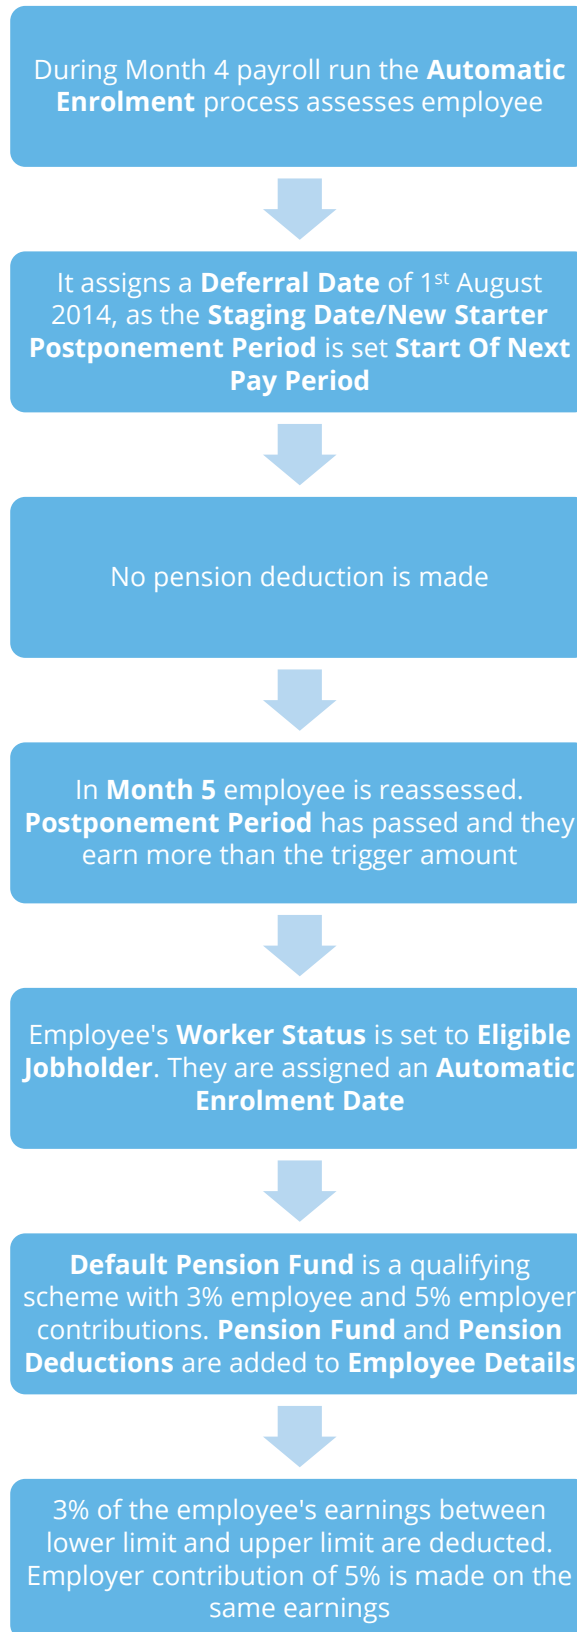 During Month 4 payroll run the Automatic
Enrolment process assesses employee
It assigns a Deferral Date of 1st August
2014, as the Staging Date/New Starter
Postponement Period is set Start Of Next
Pay Period
No pension deduction is made
In Month 5 employee is reassessed.
Postponement Period has passed and they
earn more than the trigger amount
Employee's Worker Status is set to Eligible
Jobholder. They are assigned an Automatic
Enrolment Date
Default Pension Fund is a qualifying
scheme with 3% employee and 5% employer
contributions. Pension Fund and Pension
Deductions are added to Employee Details
3% of the employee's earnings between
lower limit and upper limit are deducted.
Employer contribution of 5% is made on the
same earnings